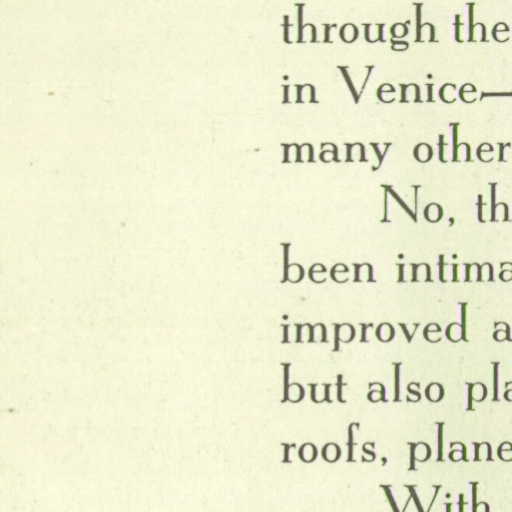 through the
in Venice—
many other
No, th
been intima
improved a
but also pla
roofs, plane
With